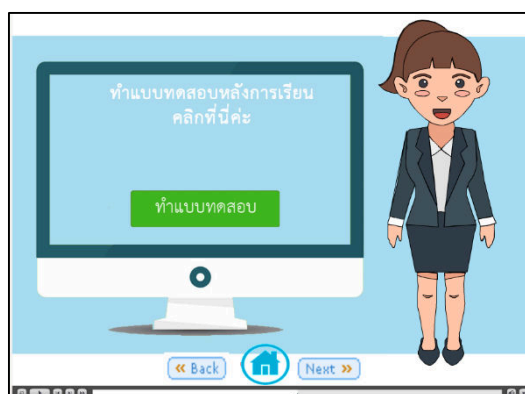 ทำแบบทดสอบหลังการเรียน
คลิกที่นี่ค่ะ
ทำแบบทดสอบ
« Back
Next »